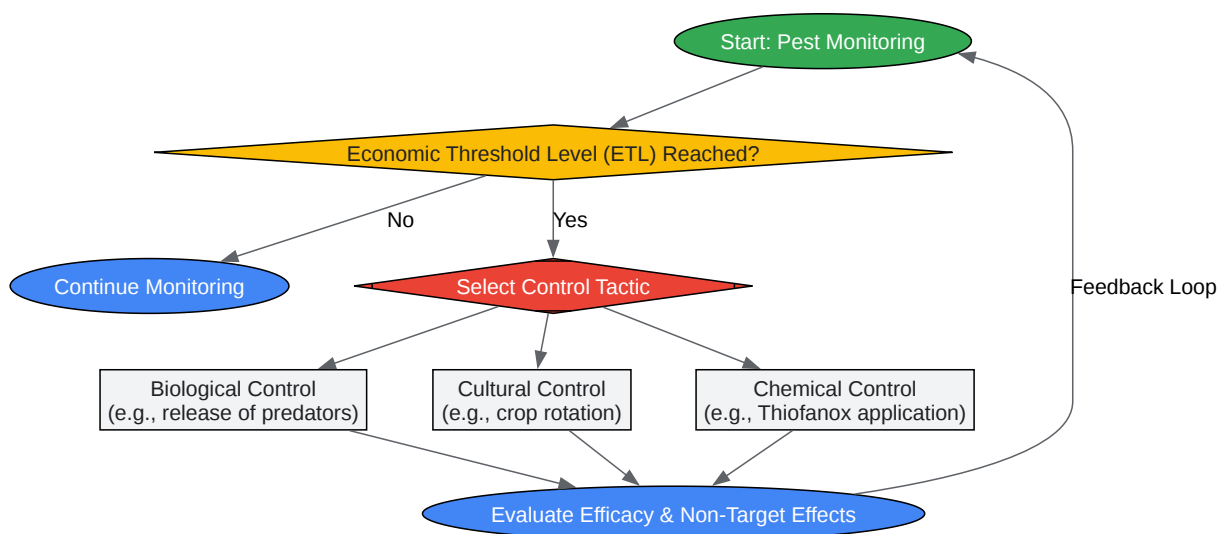 Start: Pest Monitoring
Economic Threshold Level (ETL) Reached?
No
Yes
Continue Monitoring
Select Control Tactic
Feedback Loop
Biological Control
(e.g., release of predators)
Cultural Control
(e.g., crop rotation)
Chemical Control
(e.g., Thiofanox application)
Evaluate Efficacy & Non-Target Effects